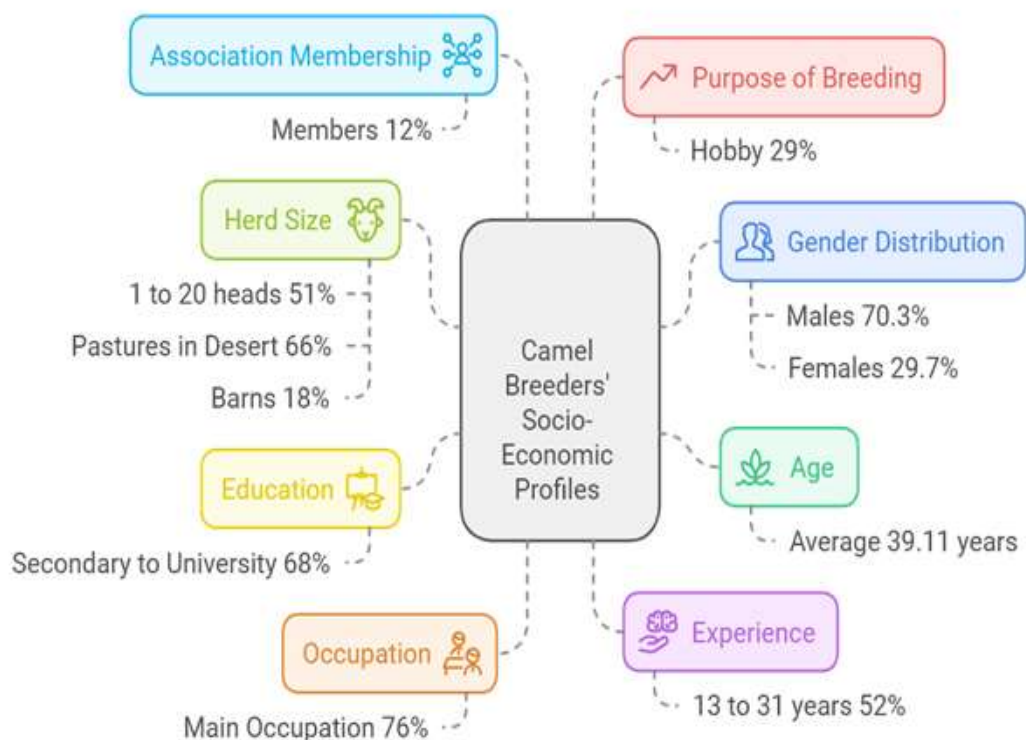 Association Membership
Members 12%
Herd Size
1 to 20 heads 51%
Pastures in Desert 66%
Barns 18%
Education
Secondary to University 68%
Occupation
Main Occupation 76%
Camel
Breeders'
Socio-
Economic
Profiles
Purpose of Breeding
Hobby 29%
Gender Distribution
Males 70.3%
Females 29.7%
Age
Average 39.11 years
Experience
13 to 31 years 52%